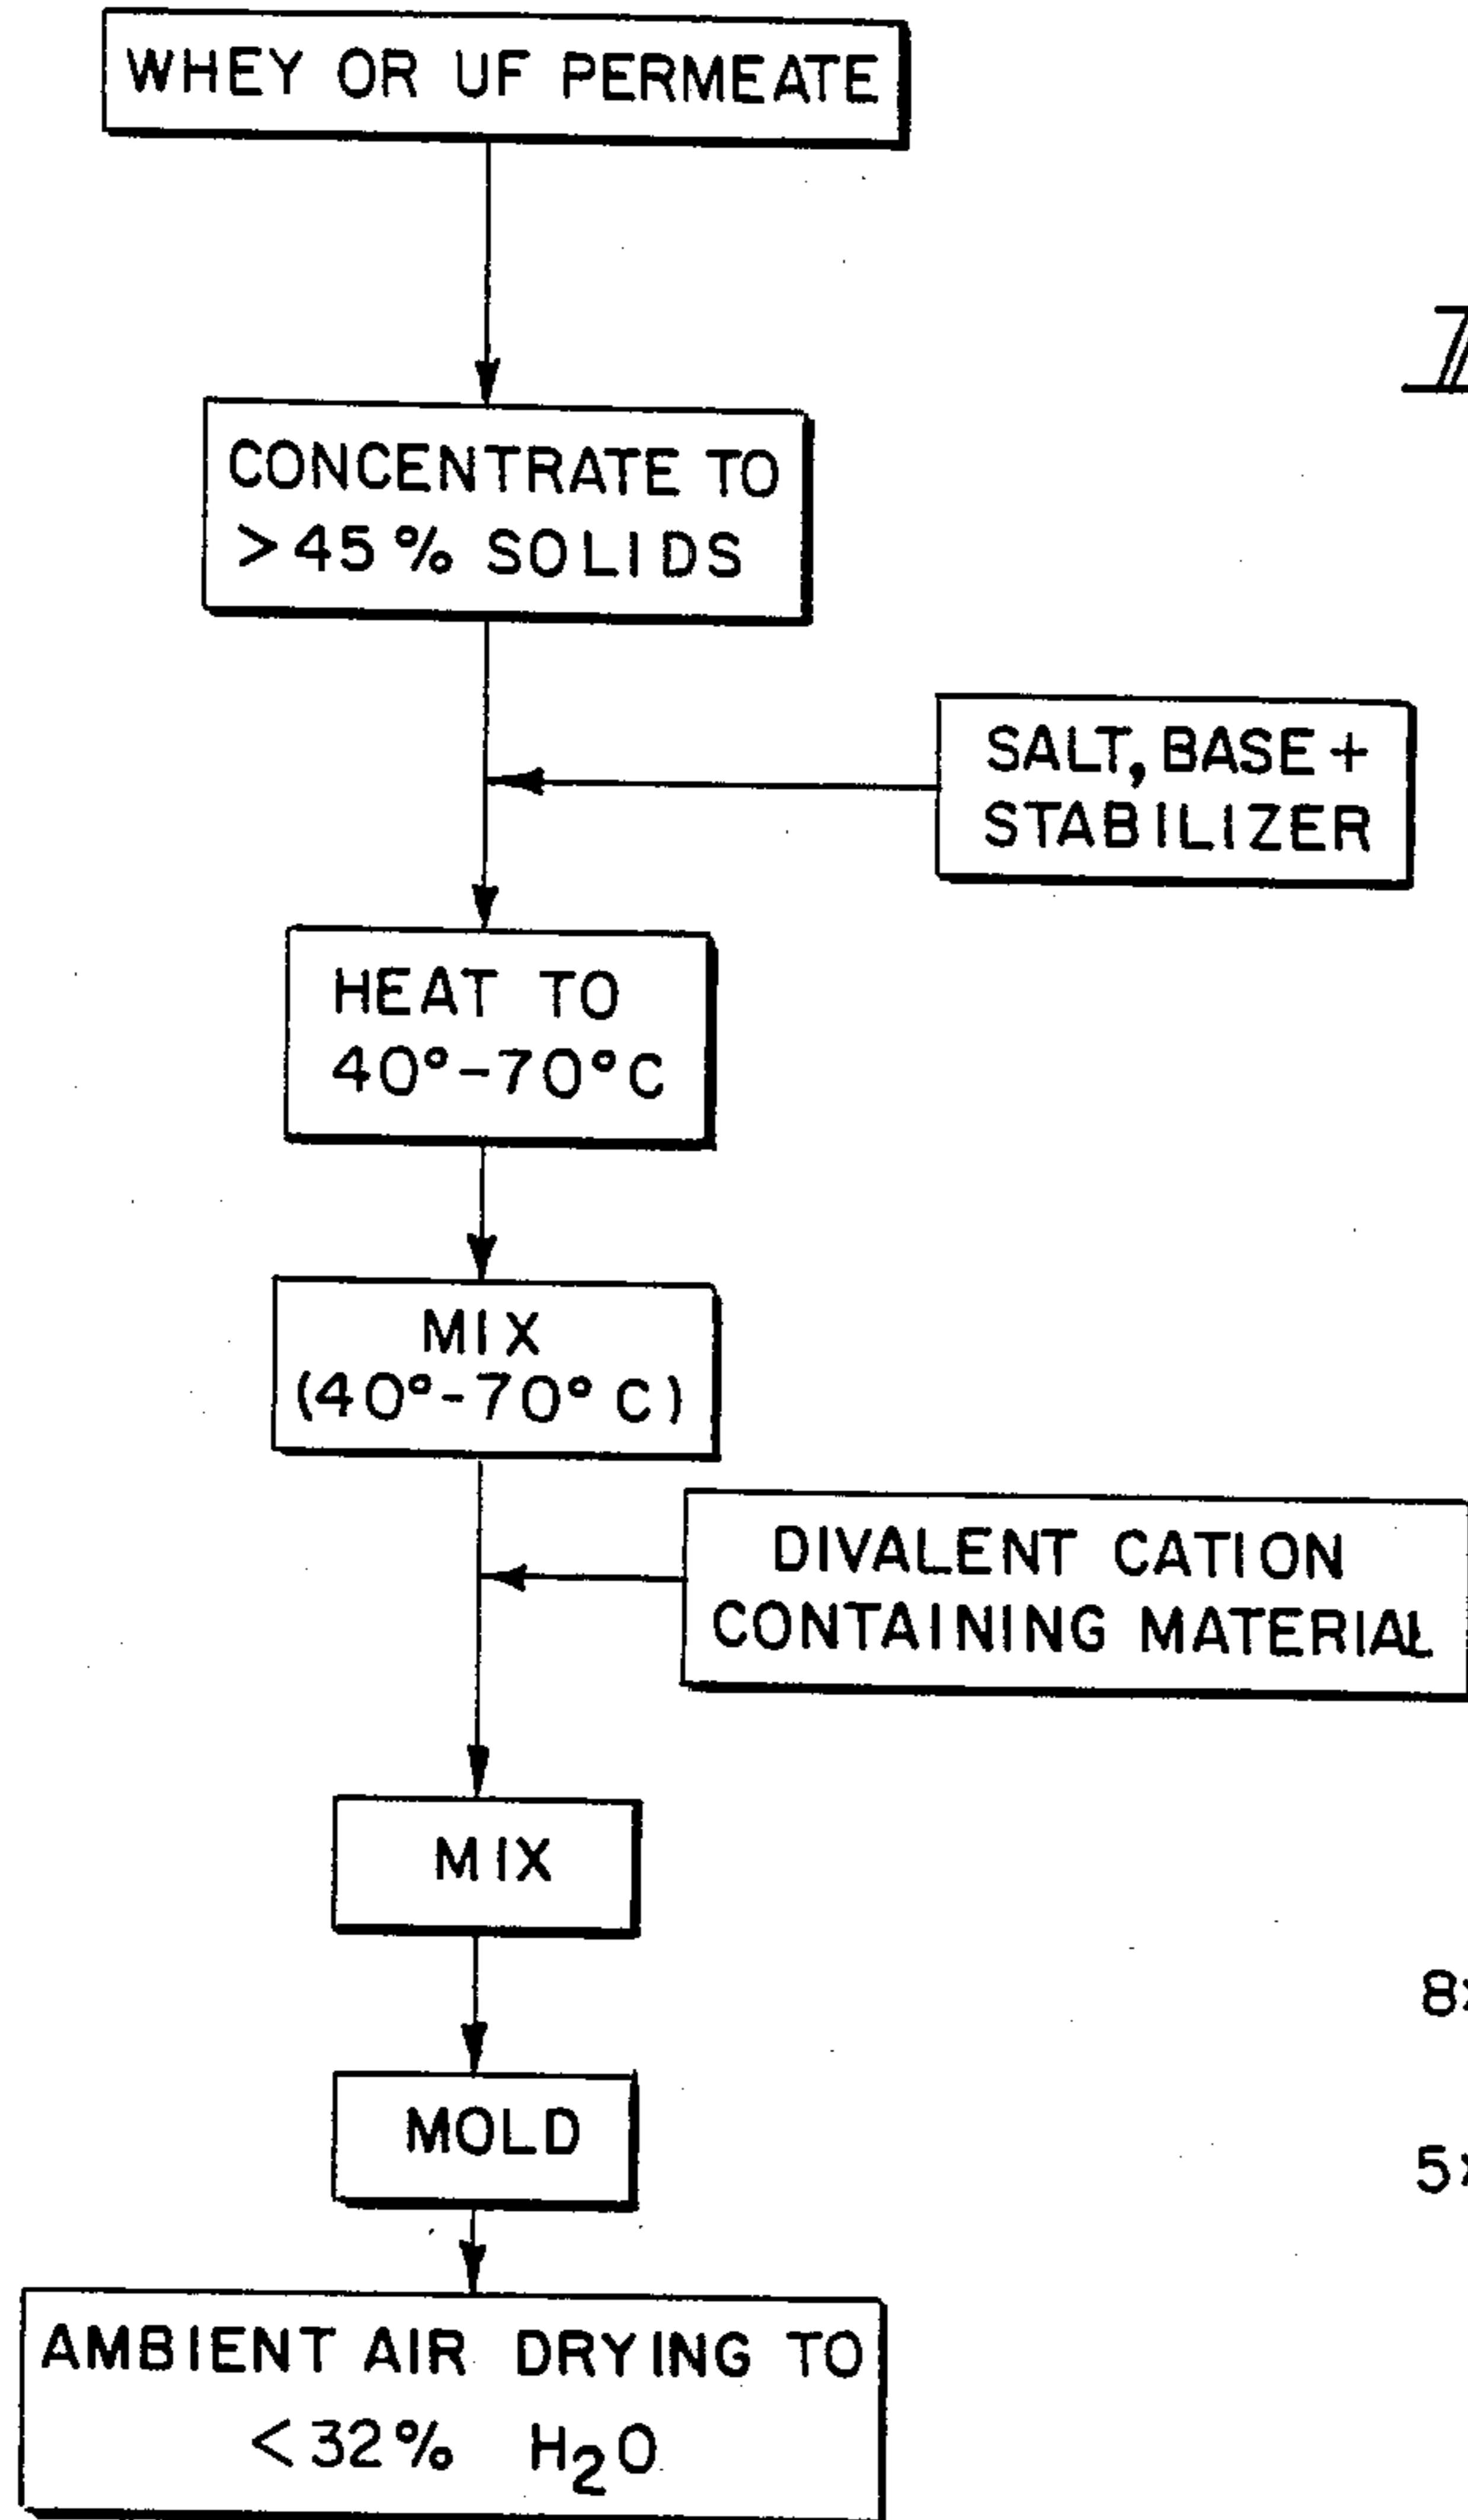 WHEY OR UF PERMEATE
CONCENTRATE TO
>45% SOLIDS
SALT, BASE +
STABILIZER
HEAT TO
40°-70°C
MIX
(40°-70°C)
DIVALENT CATION
CONTAINING MATERIAL
MIX
MOLD
AMBIENT AIR DRYING TO
<32% H2O